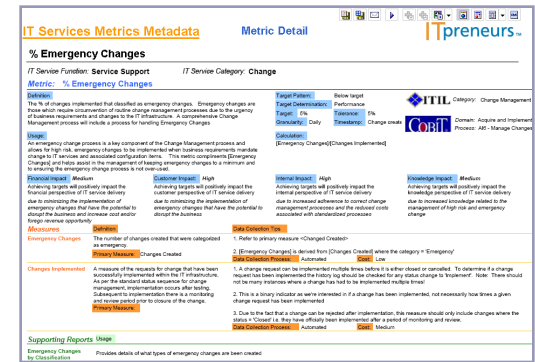 IT Services Metrics Metadata
Metric Detail
ITpreneurs™
% Emergency Changes
IT Service Function: Service Support IT Service Category: Change
Metric: % Emergency Changes
Definition:
The % of changes implemented that classified as emergency changes. Emergency changes are
those which require circumvention of routine change management processes due to the urgency
of business requirements and changes to the IT infrastructure. A comprehensive Change
Management process will include a process for handling Emergency Changes
Target Pattern: Below target
Target Determination: Performance
Target: 5% Tolerance: 5%
Granularity: Daily Timestamp: Change create
ITIL Category: Change Management
COBIT Domain: Acquire and Implement
Process: AI6 - Manage Changes
Usage:
An emergency change process is a key component of the Change Management process and
allows for high risk, emergency changes to be implemented when business requirements mandate
change to IT services and associated configuration items. This metric compliments [Emergency
Changes] and helps assist in the management of keeping emergency changes to a minimum and
to ensuring the emergency change process is not over-used.
Calculation:
[Emergency Changes]/[Changes Implemented]
Financial Impact: Medium
Achieving targets will positively impact the
financial perspective of IT service delivery
due to minimizing the implementation of
emergency changes that have the potential to
disrupt the business and increase cost and/or
forego revenue opportunity
Customer Impact: High
Achieving targets will positively impact the
customer perspective of IT service delivery
due to minimizing the implementation of
emergency changes that have the potential to
disrupt the business
Internal Impact: High
Achieving targets will positively impact the
internal perspective of IT service delivery
due to increased adherence to correct change
management processes and the reduced costs
associated with standardized processes
Knowledge Impact: Medium
Achieving targets will positively impact the
knowledge perspective of IT service delivery
due to increased knowledge related to the
management of high risk and emergency
change
Measures Definition Data Collection Tips:
Emergency Changes
The number of changes created that were categorized
as emergency
Primary Measure: Changes Created
1. Refer to primary measure <Changed Created>
2. [Emergency Changes] is derived from [Changes Created] where the category = 'Emergency'
Data Collection Process: Automated Cost: Low
Changes Implemented
A measure of the requests for change that have been
successfully implemented within the IT infrastructure.
As per the standard status sequence for change
management, implementation occurs after testing.
Subsequent to implementation there is a monitoring
and review period prior to closure of the change.
Primary Measure:
1. A change request can be implemented multiple times before it is either closed or cancelled. To determine if a change
request has been implemented the history log should be checked for any status change to 'Implement'. Note: There should
not be many instances where a change has had to be implemented multiple times!
2. This is a binary indicator as we're interested in if a change has been implemented, not necessarily how times a given
change request has been implemented
3. Due to the fact that a change can be rejected after implementation, this measure should only include changes where the
status = 'Closed' i.e. they have officially been implemented after a period of monitoring and review.
Data Collection Process: Automated Cost: Medium
Supporting Reports Usage
Emergency Changes
by Classification
Provides details of what types of emergency changes are been created